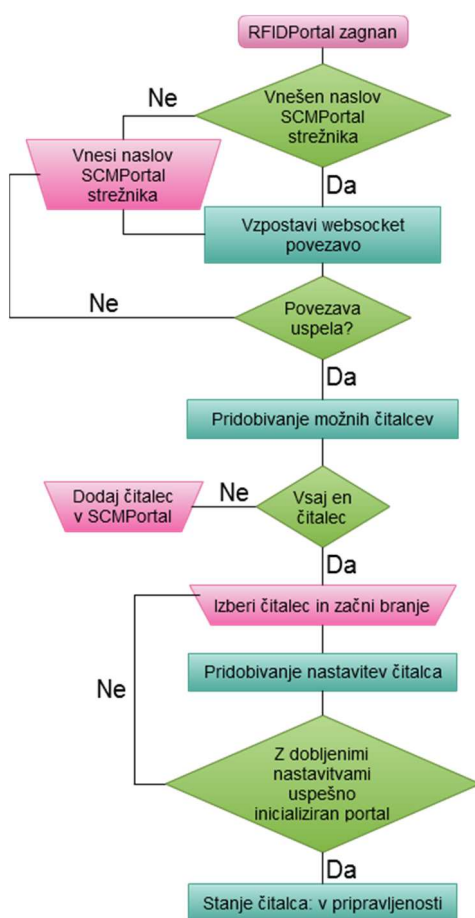 RFIDPortal zagnan
Ne
Vnešen naslov
SCMPortal
strežnika
Vnesi naslov
SCMPortal
strežnika
Da
Vzpostavi websocket
povezavo
Ne
Povezava
uspela?
Da
Pridobivanje možnih čitalcev
Dodaj čitalec
v SCMPortal
Ne
Vsaj en
čitalec
Da
Izberi čitalec in začni branje
Pridobivanje nastavitev čitalca
Ne
Z dobljenimi
nastavitvami
uspešno
inicializiran portal
Da
Stanje čitalca: v pripravljenosti